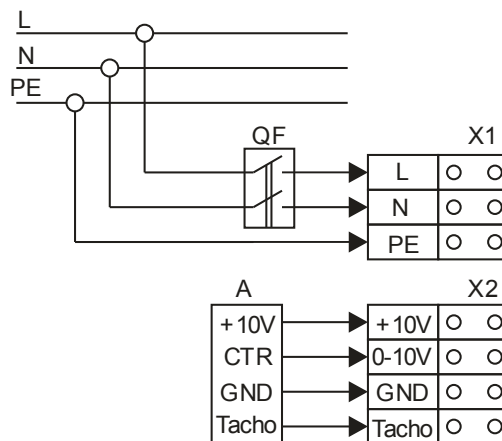 L
N
PE
QF
X1
L
N
PE
A
X2
+10V
+10V
CTR
0-10V
GND
GND
Tacho
Tacho